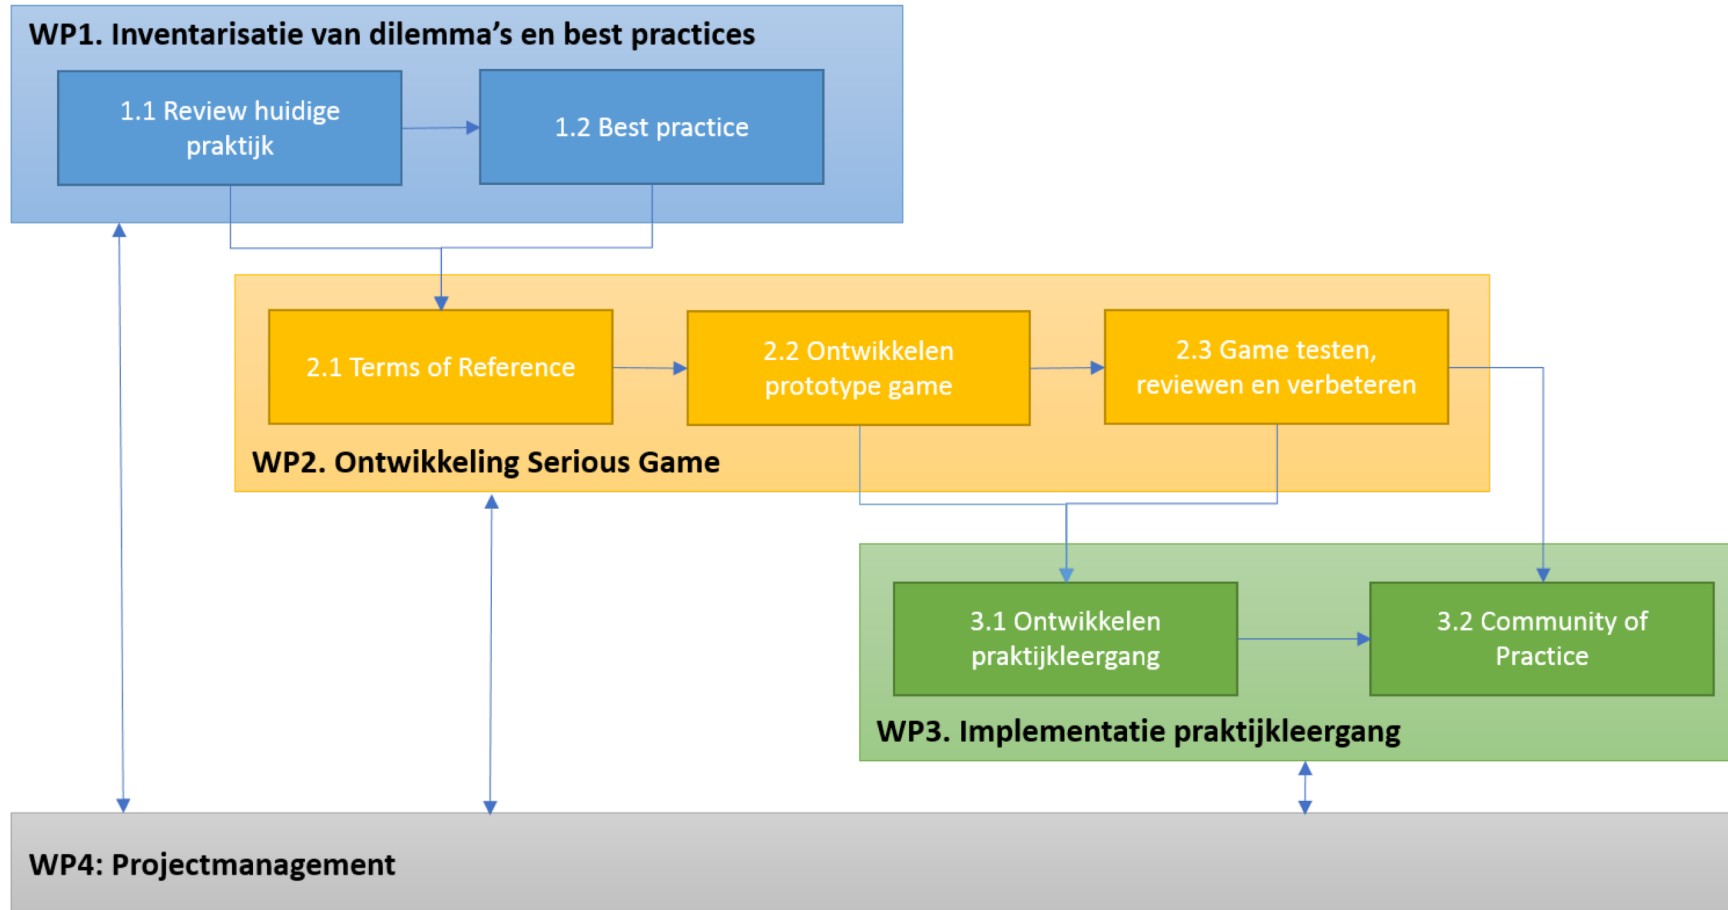 WP1. Inventarisatie van dilemma’s en best practices
1.1 Review huidige
praktijk
1.2 Best practice
2.1 Terms of Reference
2.2 Ontwikkelen
prototype game
2.3 Game testen,
reviewen en verbeteren
WP2. Ontwikkeling Serious Game
3.1 Ontwikkelen
praktijkleergang
3.2 Community of
Practice
WP3. Implementatie praktijkleergang
WP4: Projectmanagement